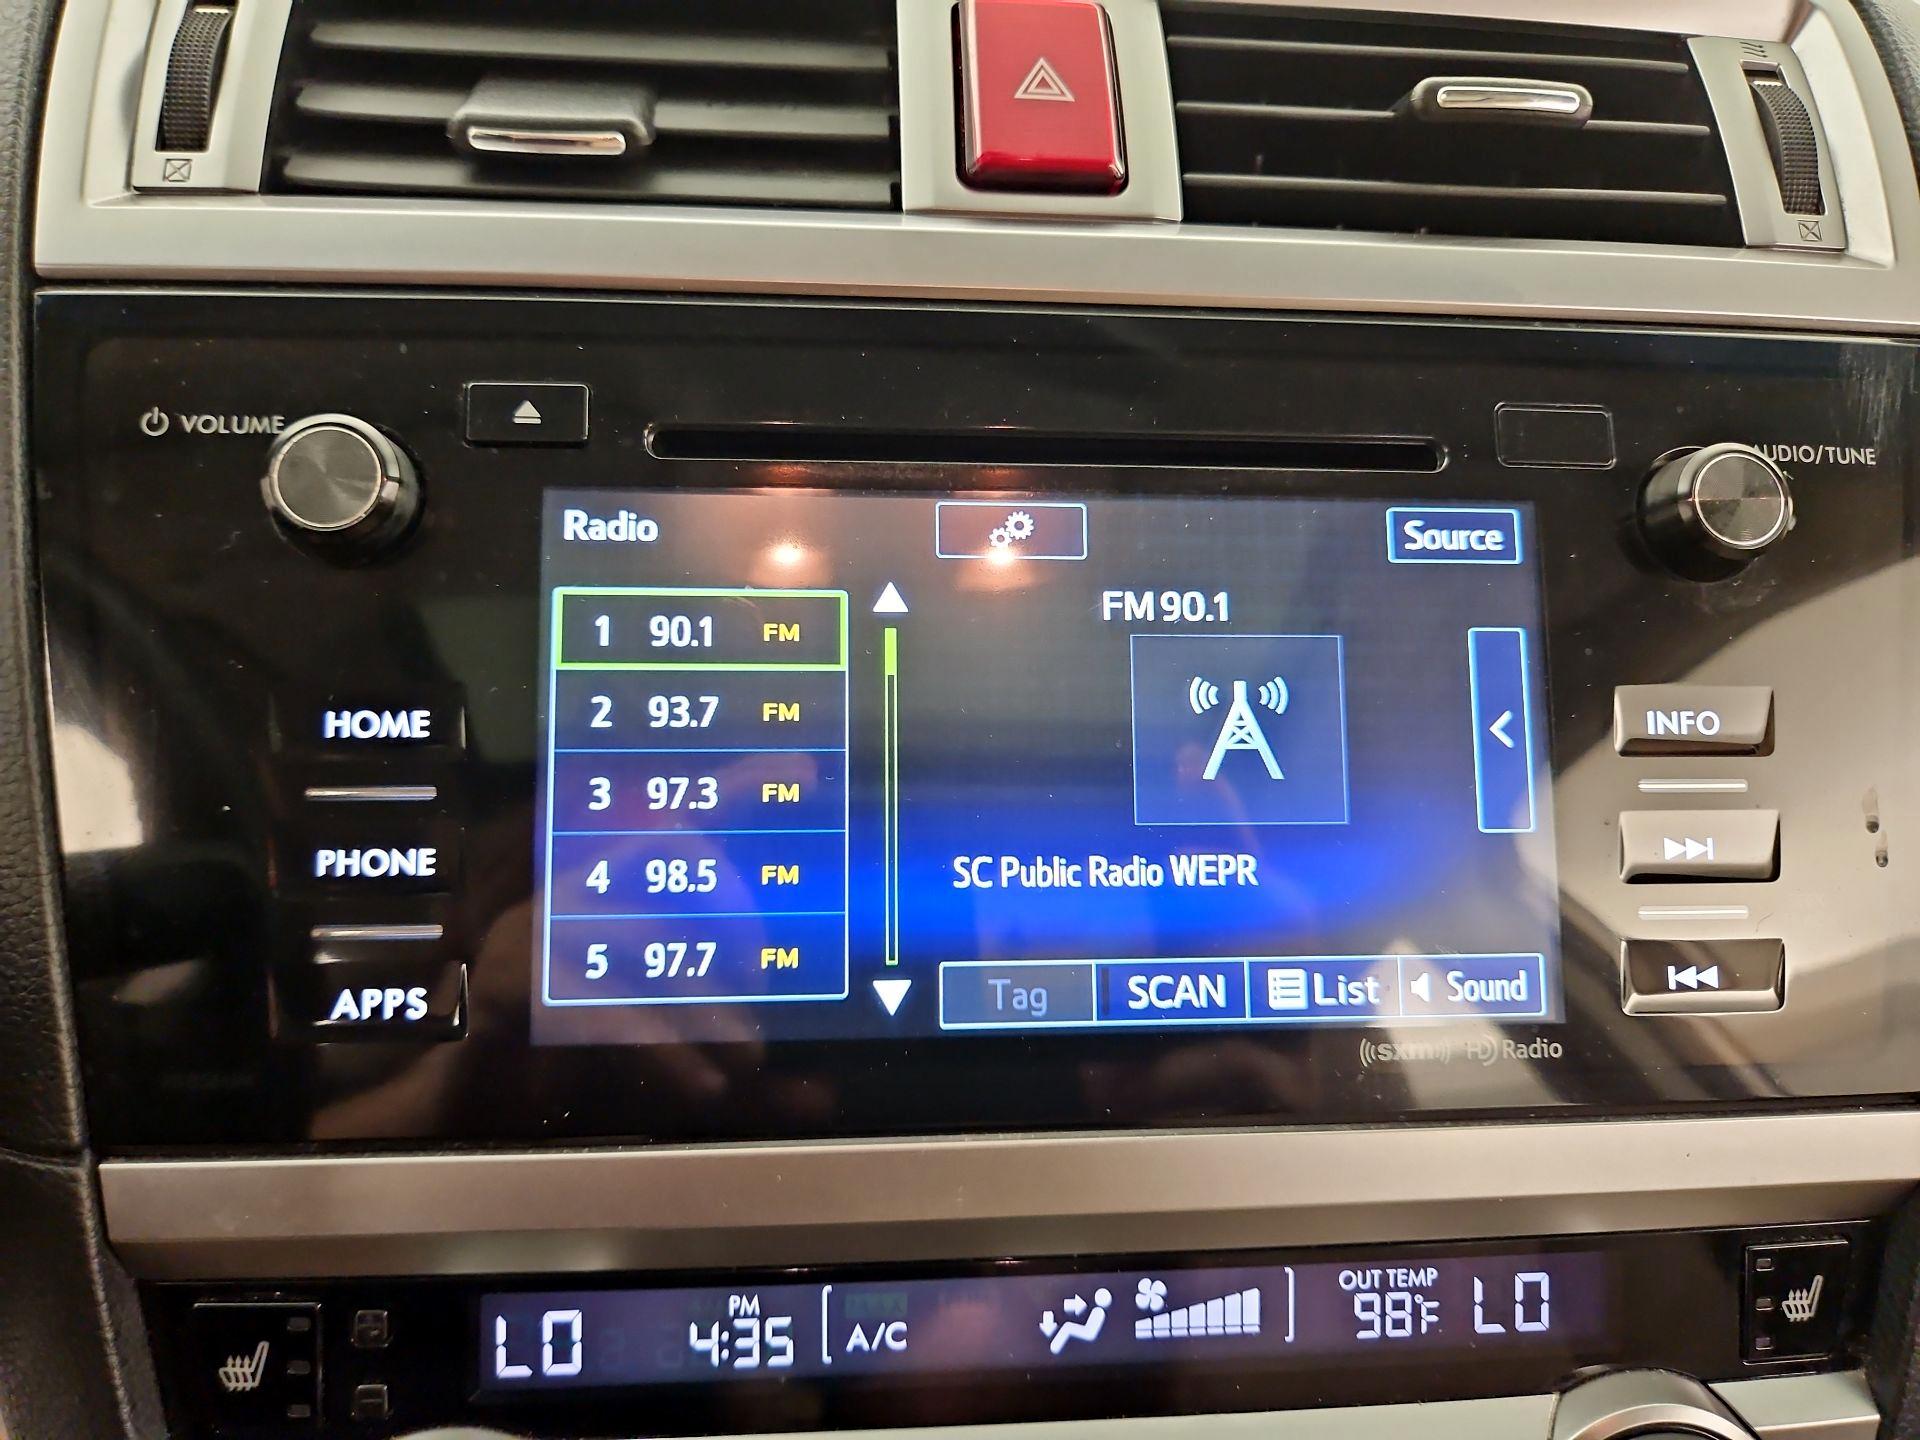 VOLUME
AUDIO/TUNE
Radio
Source
FM 90.1
1 90.1 FM
2 93.7 FM
3 97.3 FM
4 98.5 FM
5 97.7 FM
SC Public Radio WEPR
Tag SCAN List Sound
HOME
PHONE
APPS
INFO
((sxm)) HD Radio
LO
PM
4:35
A/C
OUT TEMP
98°F
LO